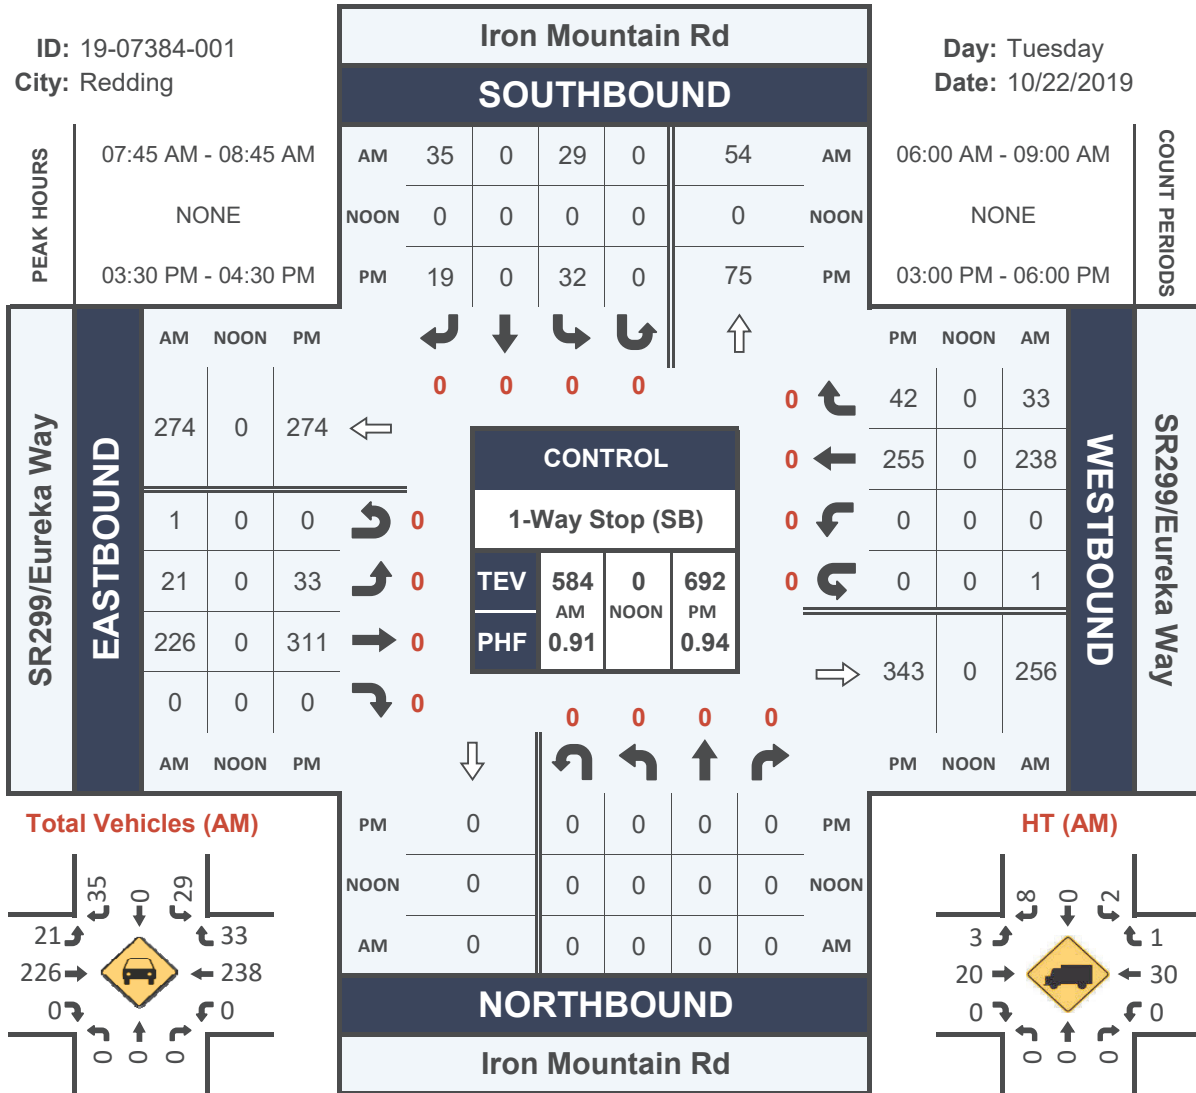 Iron Mountain Rd
ID: 19-07384-001
City: Redding
Day: Tuesday
Date: 10/22/2019
SOUTHBOUND
PEAK HOURS
07:45 AM - 08:45 AM
NONE
03:30 PM - 04:30 PM
AM 35 0 29 0 54 AM
NOON 0 0 0 0 0 NOON
PM 19 0 32 0 75 PM
06:00 AM - 09:00 AM
NONE
03:00 PM - 06:00 PM
COUNT PERIODS
0 0 0 0
SR299/Eureka Way
EASTBOUND
AM NOON PM
274 0 274
1 0 0 0
21 0 33 0
226 0 311 0
0 0 0 0
AM NOON PM
CONTROL
1-Way Stop (SB)
TEV 584 0 692
AM NOON PM
PHF 0.91 0.94
PM NOON AM
0 42 0 33
0 255 0 238
0 0 0 0
0 0 0 1
343 0 256
PM NOON AM
WESTBOUND
SR299/Eureka Way
0 0 0 0
PM 0 0 0 0 0 PM
NOON 0 0 0 0 0 NOON
AM 0 0 0 0 0 AM
NORTHBOUND
Iron Mountain Rd
Total Vehicles (AM)
35 0 29
21 33
226 238
0 0
0 0 0
HT (AM)
8 0 2
3 1
20 30
0 0
0 0 0